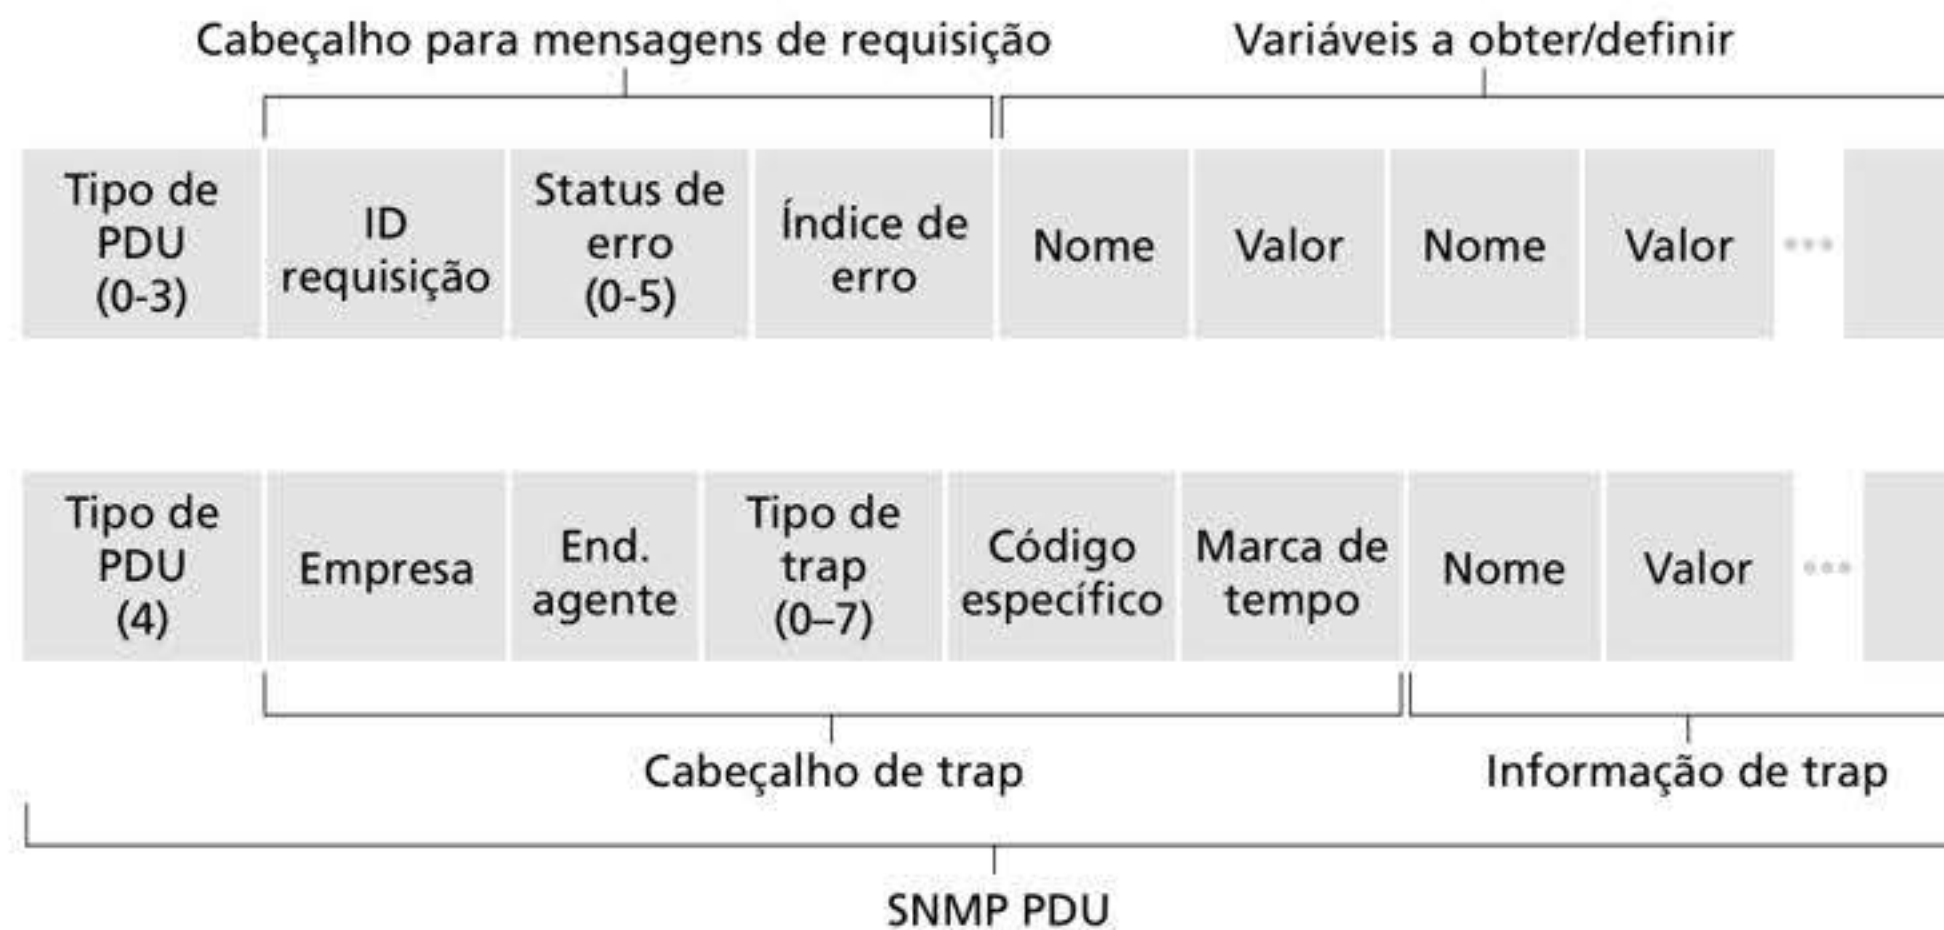 Cabeçalho para mensagens de requisição
Variáveis a obter/definir
Tipo de
PDU
(0-3)
ID
requisição
Status de
erro
(0-5)
Índice de
erro
Nome
Valor
Nome
Valor
Tipo de
PDU
(4)
Empresa
End.
agente
Tipo de
trap
(0–7)
Código
específico
Marca de
tempo
Nome
Valor
Cabeçalho de trap
Informação de trap
SNMP PDU